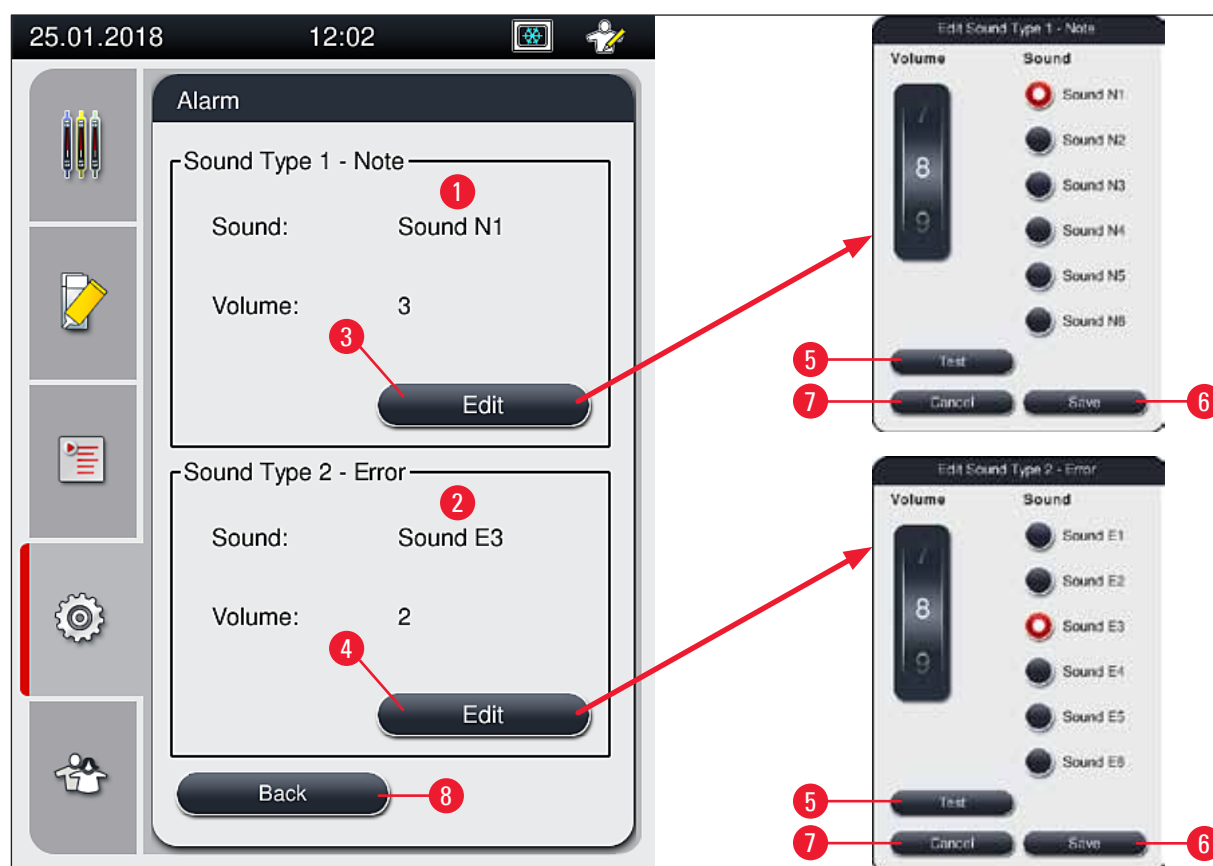 25.01.2018 12:02
Alarm
Sound Type 1 - Note
1
Sound: Sound N1
Volume: 3
3
Edit
Sound Type 2 - Error
2
Sound: Sound E3
Volume: 2
4
Edit
Back
8
Edit Sound Type 1 - Note
Volume Sound
7
8
9
Sound N1
Sound N2
Sound N3
Sound N4
Sound N5
Sound N6
5 Test
7 Cancel Save 6
Edit Sound Type 2 - Error
Volume Sound
7
8
9
Sound E1
Sound E2
Sound E3
Sound E4
Sound E5
Sound E6
5 Test
7 Cancel Save 6